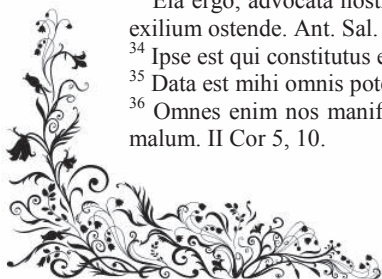 Eia ergo, advocata nost
exilium ostende. Ant. Sal.
34 Ipse est qui constitutus e
35 Data est mihi omnis pote
36 Omnes enim nos manif
malum. II Cor 5, 10.